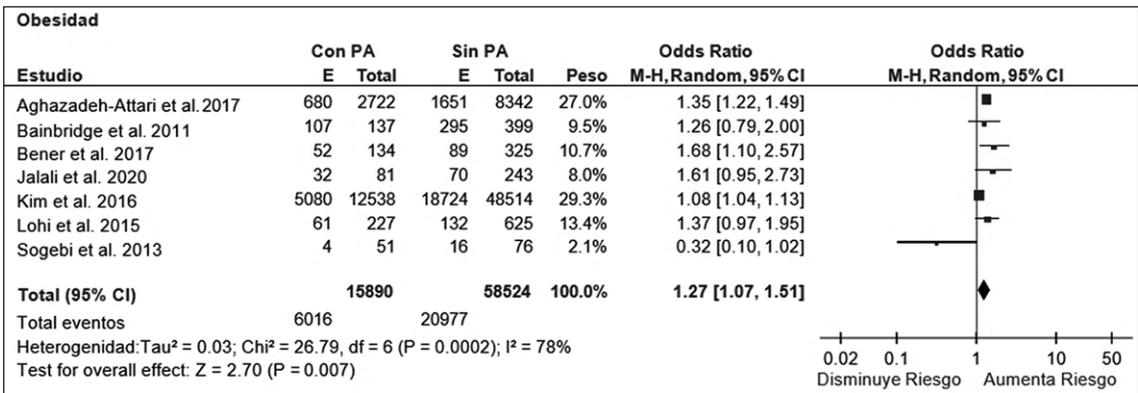 Obesidad
Con PA Sin PA Odds Ratio Odds Ratio
Estudio E Total E Total Peso M-H, Random, 95% CI M-H, Random, 95% CI
Aghazadeh-Attari et al. 2017 680 2722 1651 8342 27.0% 1.35 [1.22, 1.49]
Bainbridge et al. 2011 107 137 295 399 9.5% 1.26 [0.79, 2.00]
Bener et al. 2017 52 134 89 325 10.7% 1.68 [1.10, 2.57]
Jalali et al. 2020 32 81 70 243 8.0% 1.61 [0.95, 2.73]
Kim et al. 2016 5080 12538 18724 48514 29.3% 1.08 [1.04, 1.13]
Lohi et al. 2015 61 227 132 625 13.4% 1.37 [0.97, 1.95]
Sogebi et al. 2013 4 51 16 76 2.1% 0.32 [0.10, 1.02]
Total (95% CI) 15890 58524 100.0% 1.27 [1.07, 1.51]
Total eventos 6016 20977
Heterogenidad:Tau² = 0.03; Chi² = 26.79, df = 6 (P = 0.0002); I² = 78%
Test for overall effect: Z = 2.70 (P = 0.007)
0.02 0.1 1 10 50
Disminuye Riesgo Aumenta Riesgo